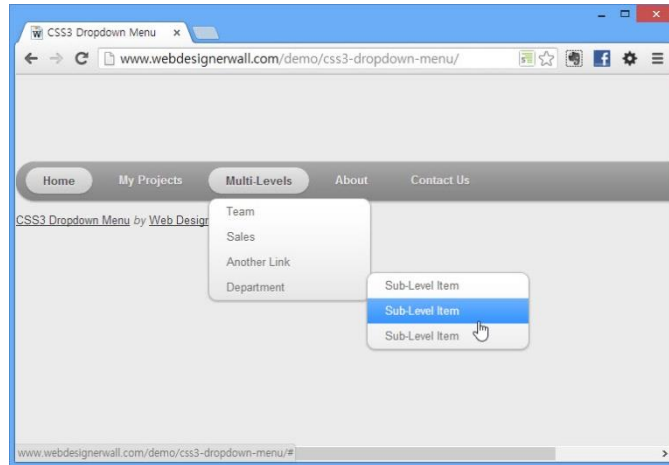 CSS3 Dropdown Menu
www.webdesignerwall.com/demo/css3-dropdown-menu/
Home My Projects Multi-Levels About Contact Us
CSS3 Dropdown Menu by Web Design
Team
Sales
Another Link
Department
Sub-Level Item
Sub-Level Item
Sub-Level Item
www.webdesignerwall.com/demo/css3-dropdown-menu/#